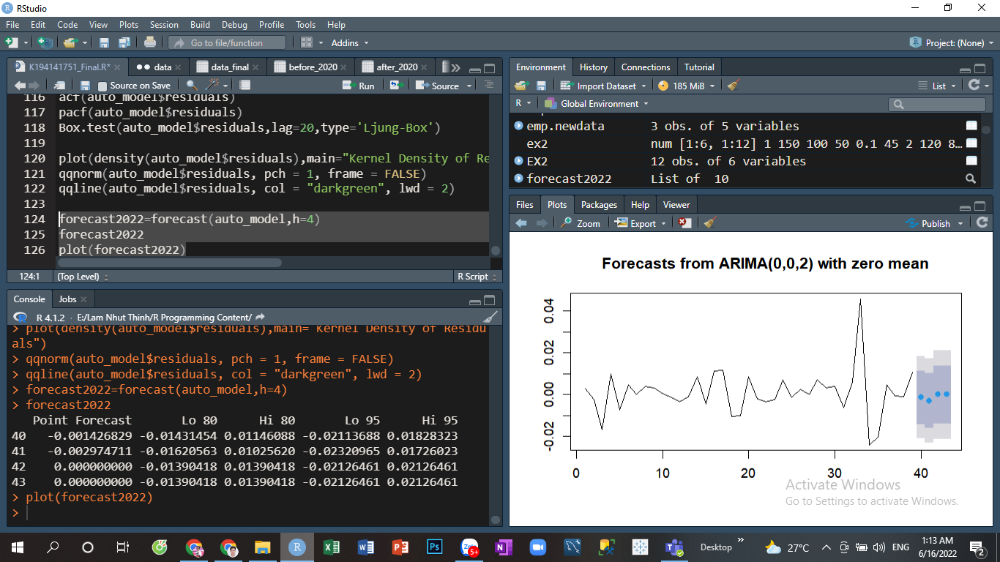 RStudio
File Edit Code View Plots Session Build Debug Profile Tools Help
Go to file/function Addins Project: (None)
K194141751_Final.R* data data_final before_2020 after_2020
Source on Save Run Source
116 acf(auto_model$residuals)
117 pacf(auto_model$residuals)
118 Box.test(auto_model$residuals,lag=20,type='Ljung-Box')
119
120 plot(density(auto_model$residuals),main="Kernel Density of Re
121 qqnorm(auto_model$residuals, pch = 1, frame = FALSE)
122 qqline(auto_model$residuals, col = "darkgreen", lwd = 2)
123
124 forecast2022=forecast(auto_model,h=4)
125 forecast2022
126 plot(forecast2022)
124:1 (Top Level) R Script
Console Jobs
R 4.1.2 · E:/Lam Nhut Thinh/R Programming Content/
> plot(density(auto_model$residuals),main= Kernel Density of Residu
als")
> qqnorm(auto_model$residuals, pch = 1, frame = FALSE)
> qqline(auto_model$residuals, col = "darkgreen", lwd = 2)
> forecast2022=forecast(auto_model,h=4)
> forecast2022
Point Forecast Lo 80 Hi 80 Lo 95 Hi 95
40 -0.001426829 -0.01431454 0.01146088 -0.02113688 0.01828323
41 -0.002974711 -0.01620563 0.01025620 -0.02320965 0.01726023
42 0.000000000 -0.01390418 0.01390418 -0.02126461 0.02126461
43 0.000000000 -0.01390418 0.01390418 -0.02126461 0.02126461
> plot(forecast2022)
>
Environment History Connections Tutorial
Import Dataset 185 MiB List
R Global Environment
emp.newdata 3 obs. of 5 variables
ex2 num [1:6, 1:12] 1 150 100 50 0.1 45 2 120 8...
EX2 12 obs. of 6 variables
forecast2022 List of 10
Files Plots Packages Help Viewer
Zoom Export Publish
Forecasts from ARIMA(0,0,2) with zero mean
0.04
0.02
0.00
-0.02
0 10 20 30 40
Activate Windows
Go to Settings to activate Windows.
Desktop 27°C ENG 1:13 AM
6/16/2022
5+
2